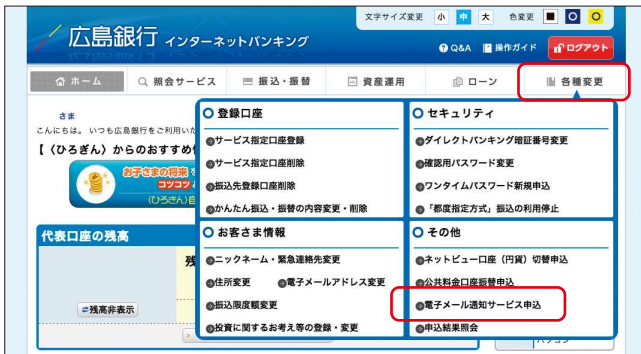 文字サイズ変更 小 中 大 色変更 ■ O O
広島銀行 インターネットバンキング
Q&A 操作ガイド ログアウト
ホーム 照会サービス 振込・振替 資産運用 ローン 各種変更
さま
こんにちは。いつも広島銀行をご利用いた
【〈ひろぎん〉からのおすすめ
お子さまの将来
コツコツ
(ひろぎん)自
代表口座の残高
残
残高非表示
登録口座
サービス指定口座登録
サービス指定口座削除
振込先登録口座削除
かんたん振込・振替の内容変更・削除
セキュリティ
ダイレクトバンキング暗証番号変更
確認用パスワード変更
ワンタイムパスワード新規申込
「都度指定方式」振込の利用停止
お客さま情報
ニックネーム・緊急連絡先変更
住所変更 電子メールアドレス変更
振込限度額変更
投資に関するお考え等の登録・変更
その他
ネットビュー口座（円貨）切替申込
公共料金口座振替申込
電子メール通知サービス申込
申込結果照会
パソコン